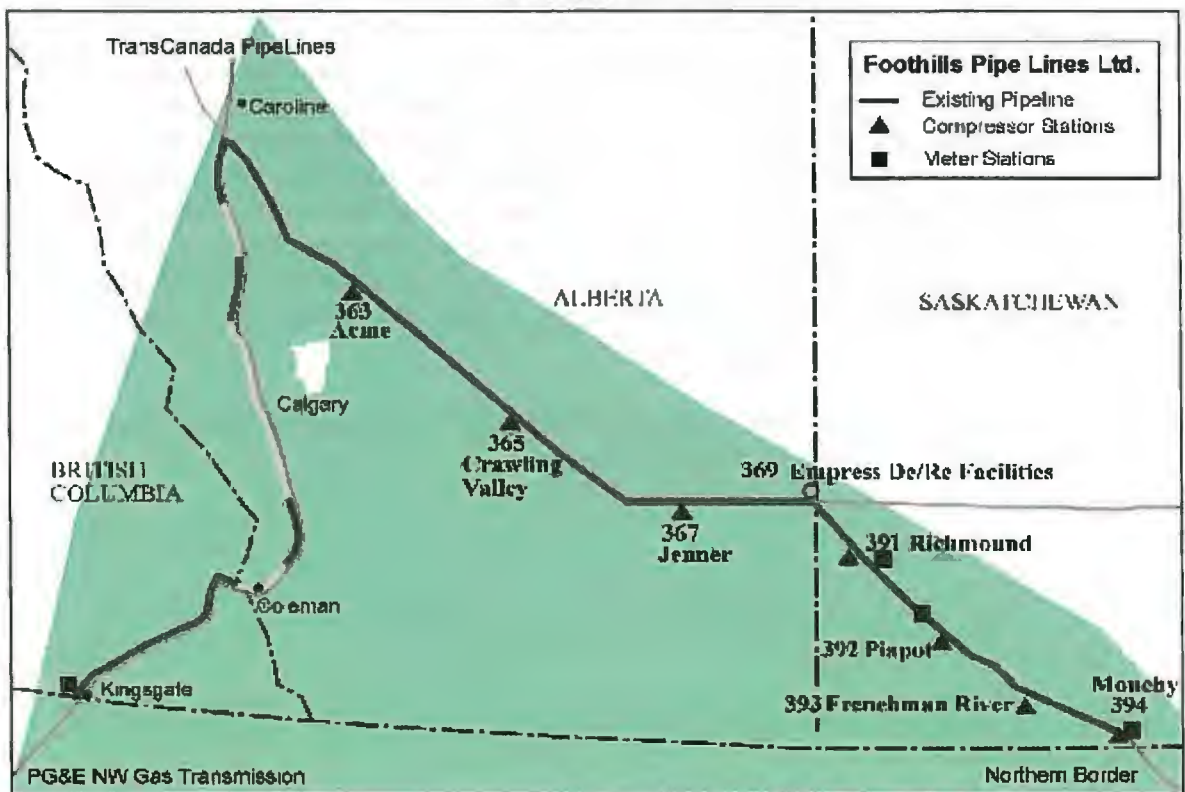 TransCanada PipeLines
Caroline
Foothills Pipe Lines Ltd.
Existing Pipeline
Compressor Stations
Meter Stations
ALBERTA
SASKATCHEWAN
363
Acme
Calgary
365
Crawling
Valley
BRITISH
COLUMBIA
369 Empress De/Re Facilities
367
Jenner
391 Richmound
Coleman
392 Piapot
Kingsgate
393 Frenchman River
Monchy
394
PG&E NW Gas Transmission
Northern Border